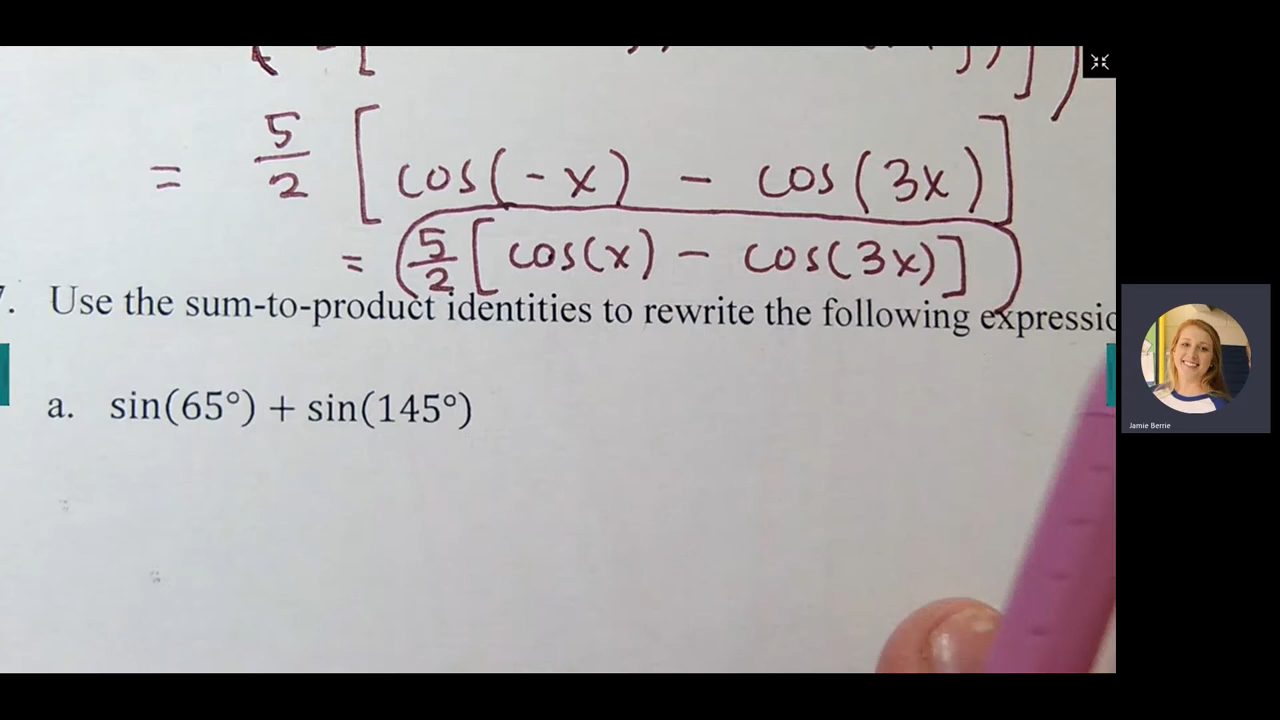 = 5/2 [cos(-x) - cos(3x)]
= 5/2 [cos(x) - cos(3x)]
7. Use the sum-to-product identities to rewrite the following expressio
a. sin(65°) + sin(145°)
Jamie Berrie